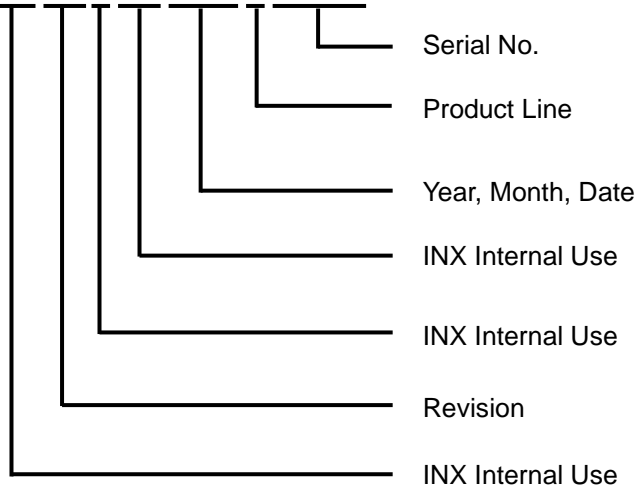 Serial No.
Product Line
Year, Month, Date
INX Internal Use
INX Internal Use
Revision
INX Internal Use